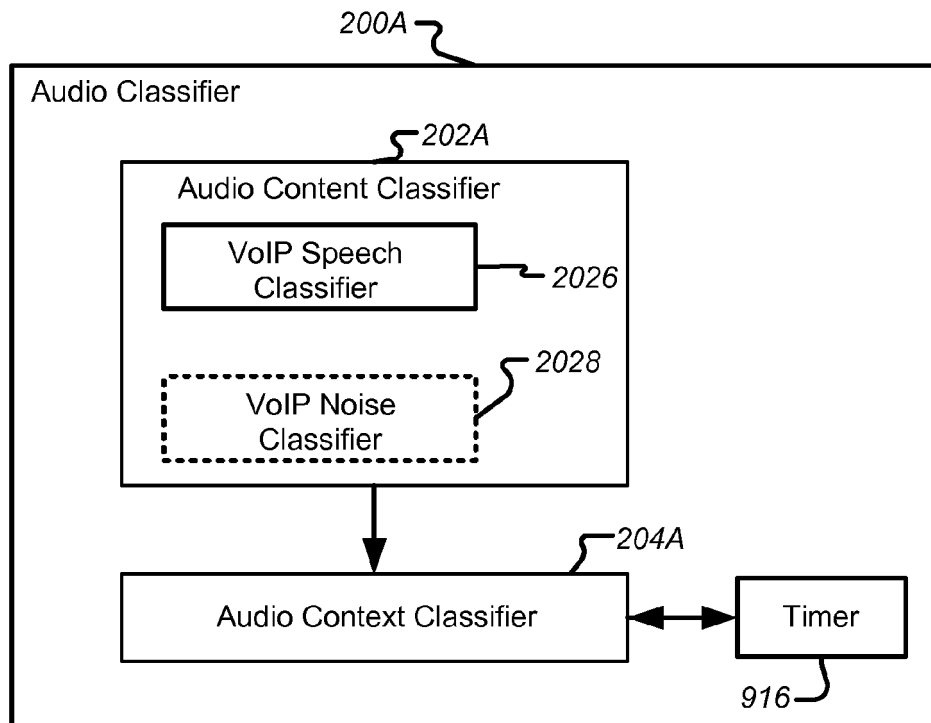 200A
Audio Classifier
202A
Audio Content Classifier
VoIP Speech
Classifier
2026
2028
VoIP Noise
Classifier
204A
Audio Context Classifier
Timer
916